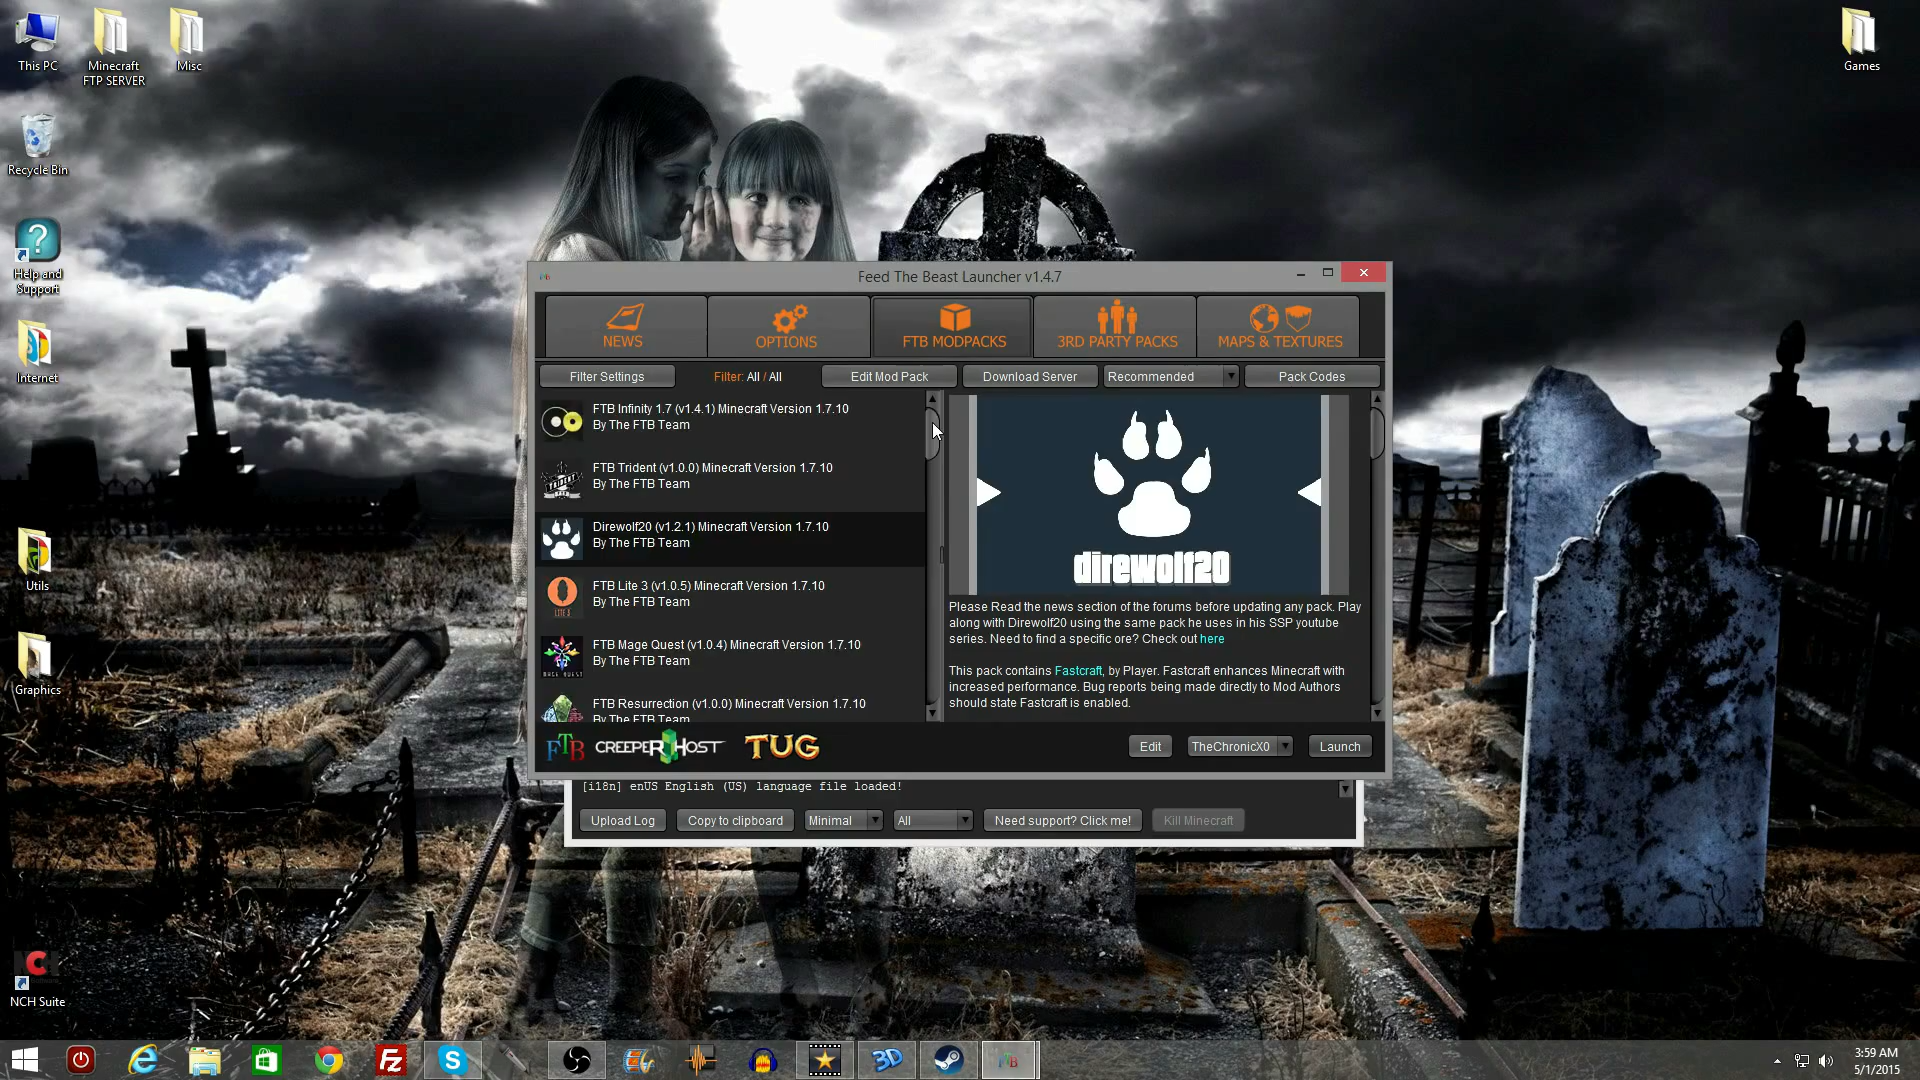 This PC
Minecraft
FTP SERVER
Misc
Games
Recycle Bin
Help and
Support
Internet
Utils
Graphics
NCH Suite
Feed The Beast Launcher v1.4.7
NEWS
OPTIONS
FTB MODPACKS
3RD PARTY PACKS
MAPS & TEXTURES
Filter Settings
Filter: All / All
Edit Mod Pack
Download Server
Recommended
Pack Codes
FTB Infinity 1.7 (v1.4.1) Minecraft Version 1.7.10
By The FTB Team
FTB Trident (v1.0.0) Minecraft Version 1.7.10
By The FTB Team
Direwolf20 (v1.2.1) Minecraft Version 1.7.10
By The FTB Team
FTB Lite 3 (v1.0.5) Minecraft Version 1.7.10
By The FTB Team
LITE 3
FTB Mage Quest (v1.0.4) Minecraft Version 1.7.10
By The FTB Team
MAGE QUEST
FTB Resurrection (v1.0.0) Minecraft Version 1.7.10
By The FTB Team
direwolf20
Please Read the news section of the forums before updating any pack. Play
along with Direwolf20 using the same pack he uses in his SSP youtube
series. Need to find a specific ore? Check out here
This pack contains Fastcraft, by Player. Fastcraft enhances Minecraft with
increased performance. Bug reports being made directly to Mod Authors
should state Fastcraft is enabled.
FTB
CREEPERHOST
TUG
Edit
TheChronicX0
Launch
[i18n] enUS English (US) language file loaded!
Upload Log
Copy to clipboard
Minimal
All
Need support? Click me!
Kill Minecraft
3:59 AM
5/1/2015